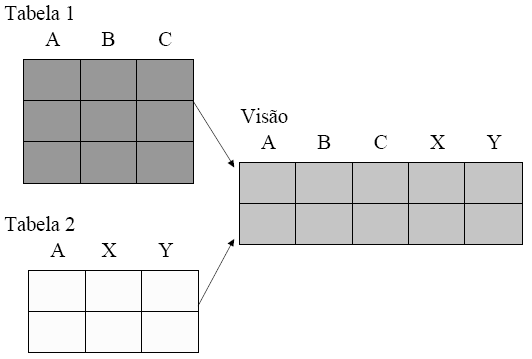 Tabela 1
A B C
Visão
A B C X Y
Tabela 2
A X Y